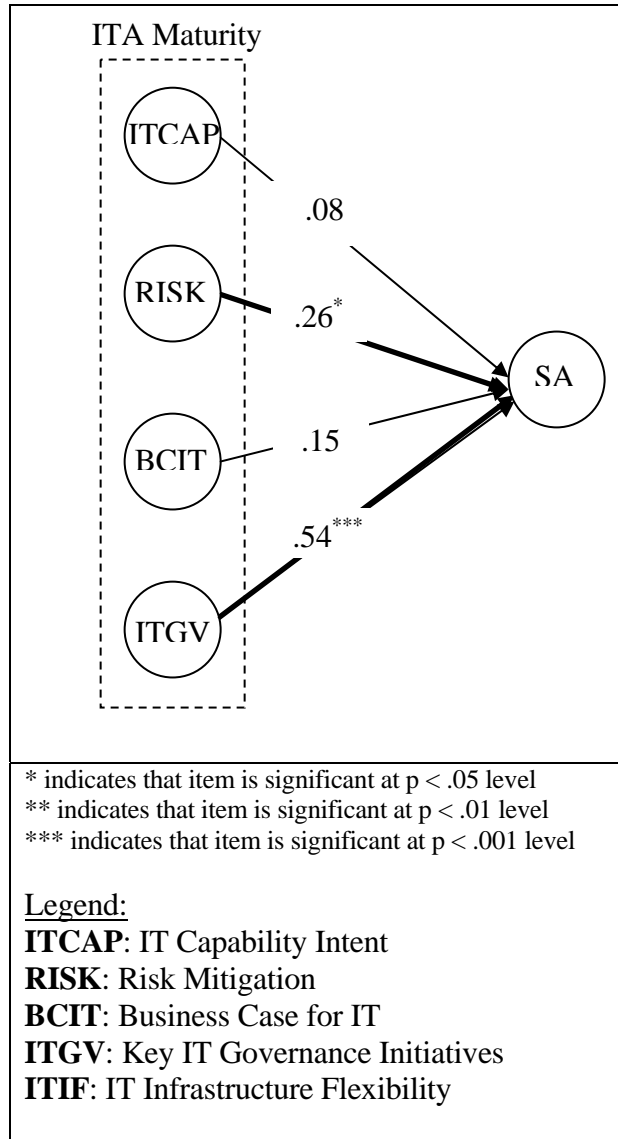 ITA Maturity
ITCAP
.08
RISK
.26*
SA
BCIT
.15
.54***
ITGV
* indicates that item is significant at p < .05 level
** indicates that item is significant at p < .01 level
*** indicates that item is significant at p < .001 level
Legend:
ITCAP: IT Capability Intent
RISK: Risk Mitigation
BCIT: Business Case for IT
ITGV: Key IT Governance Initiatives
ITIF: IT Infrastructure Flexibility